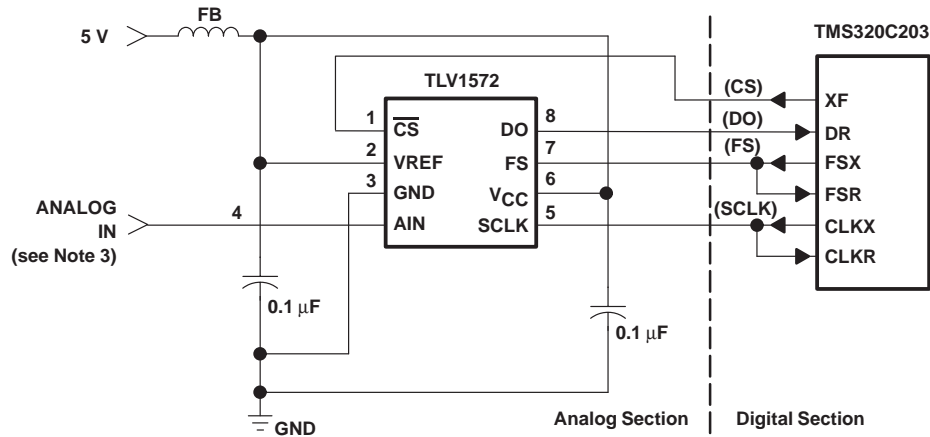 FB
5 V
TMS320C203
TLV1572
(CS)
XF
1
CS
DO
8
(DO)
DR
2
VREF
FS
7
(FS)
FSX
3
GND
VCC
6
FSR
ANALOG
IN
(see Note 3)
4
AIN
SCLK
5
(SCLK)
CLKX
CLKR
0.1 μF
0.1 μF
GND
Analog Section
Digital Section